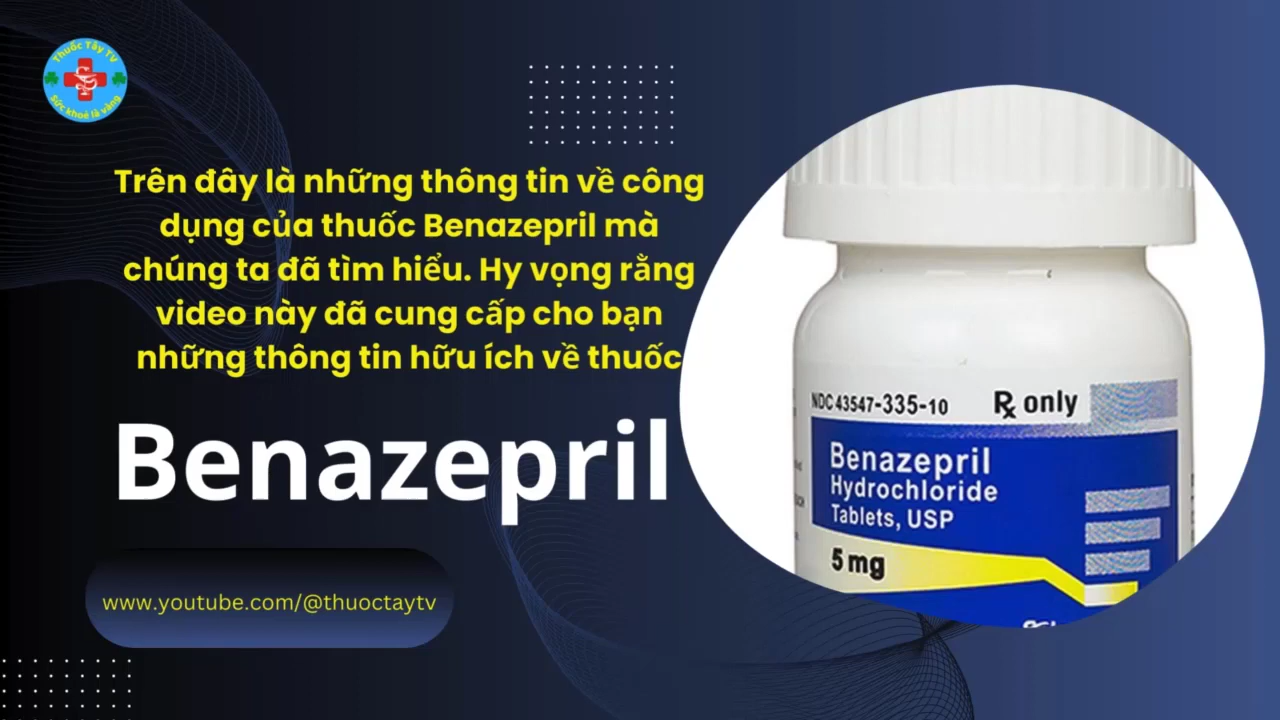 Thuốc Tây TV
Sức khoẻ là vàng
Trên đây là những thông tin về công
dụng của thuốc Benazepril mà
chúng ta đã tìm hiểu. Hy vọng rằng
video này đã cung cấp cho bạn
những thông tin hữu ích về thuốc
Benazepril
www.youtube.com/@thuoctaytv
NDC 43547-335-10
Rx only
Benazepril
Hydrochloride
Tablets, USP
5 mg